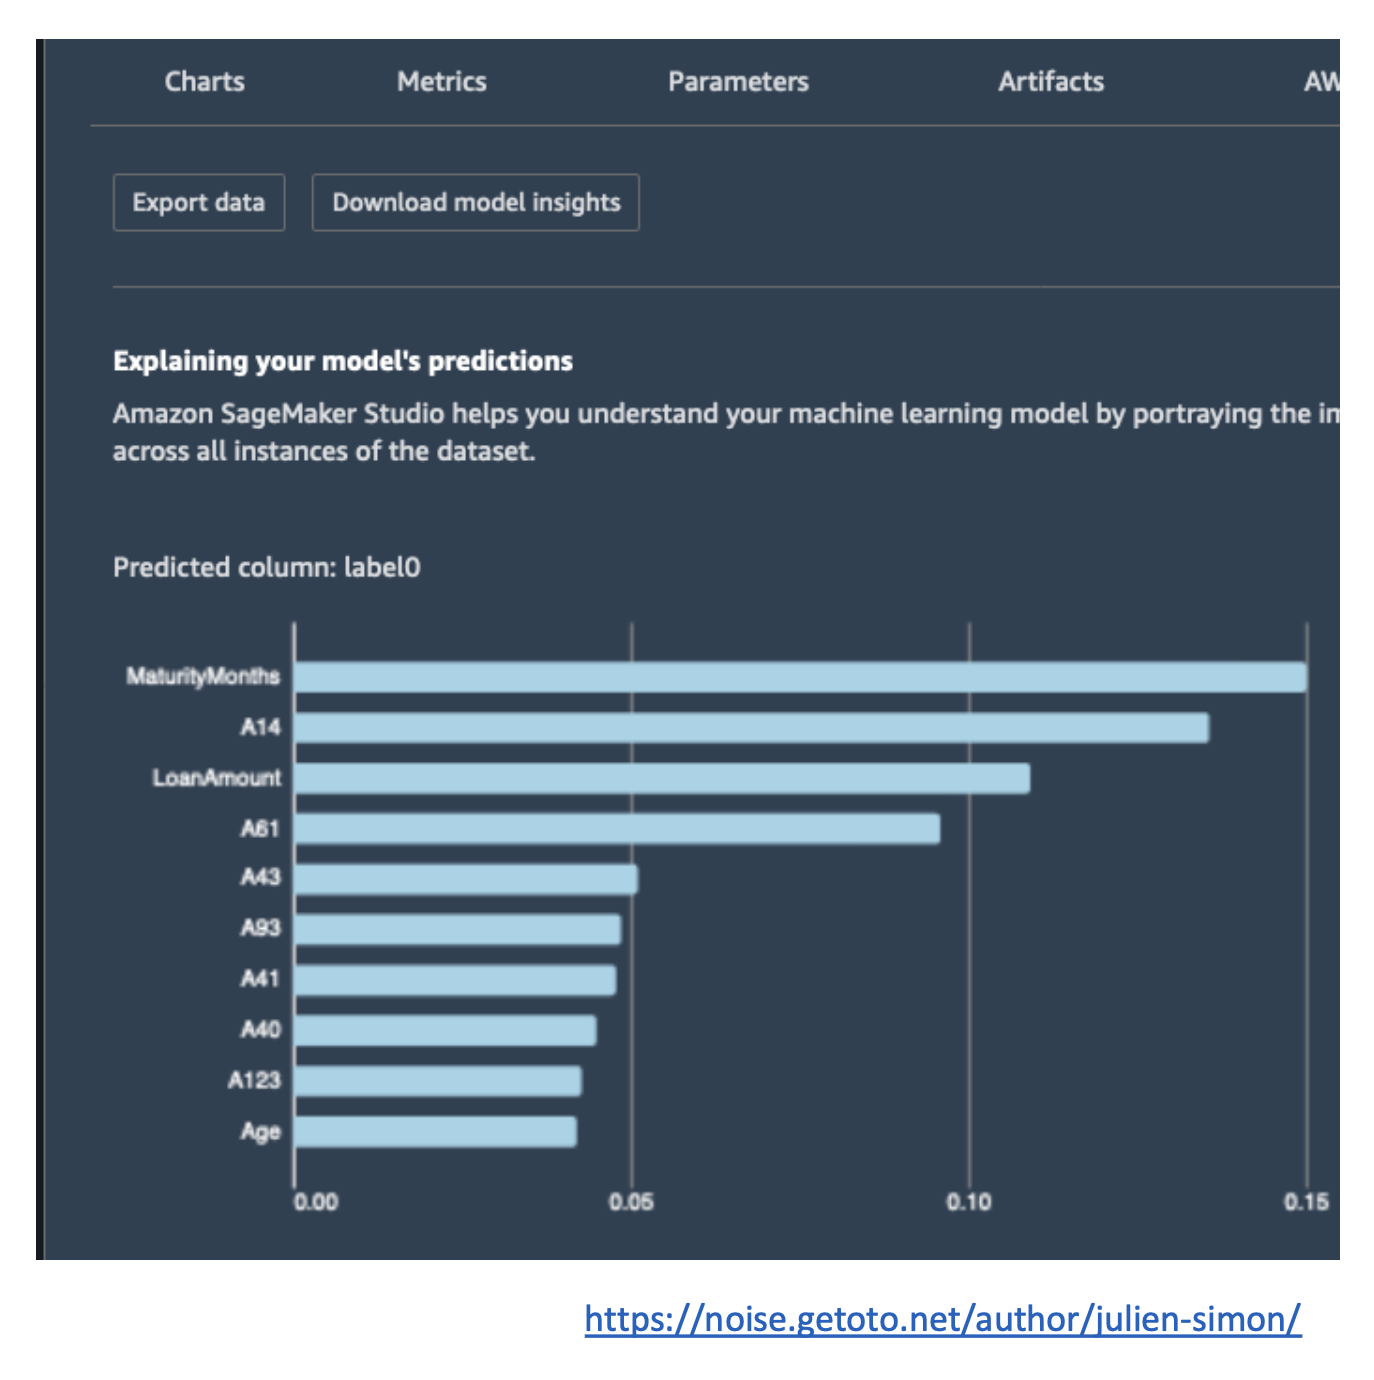 Charts Metrics Parameters Artifacts AW
Export data Download model insights
Explaining your model's predictions
Amazon SageMaker Studio helps you understand your machine learning model by portraying the im
across all instances of the dataset.
Predicted column: label0
MaturityMonths
A14
LoanAmount
A61
A43
A93
A41
A40
A123
Age
0.00 0.05 0.10 0.15
https://noise.getoto.net/author/julien-simon/